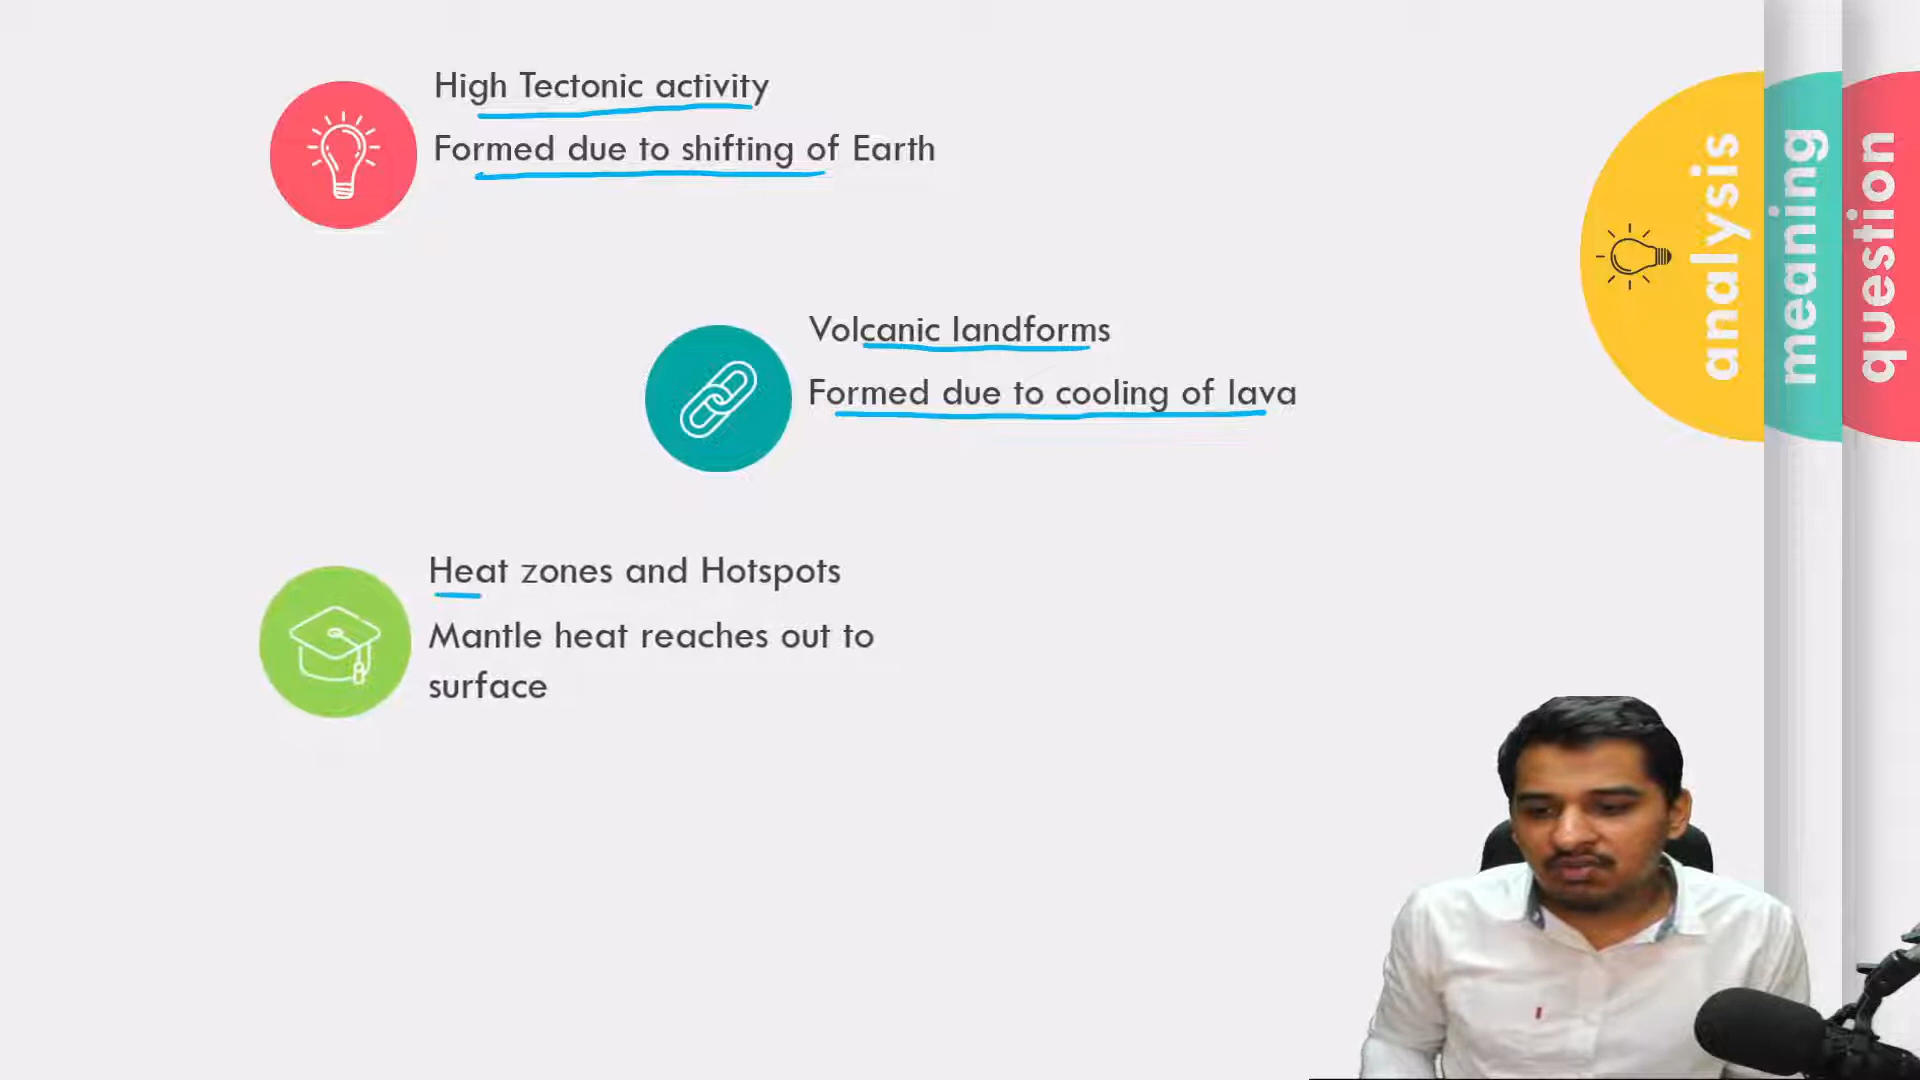 High Tectonic activity
Formed due to shifting of Earth
Volcanic landforms
Formed due to cooling of lava
Heat zones and Hotspots
Mantle heat reaches out to
surface
analysis
meaning
question